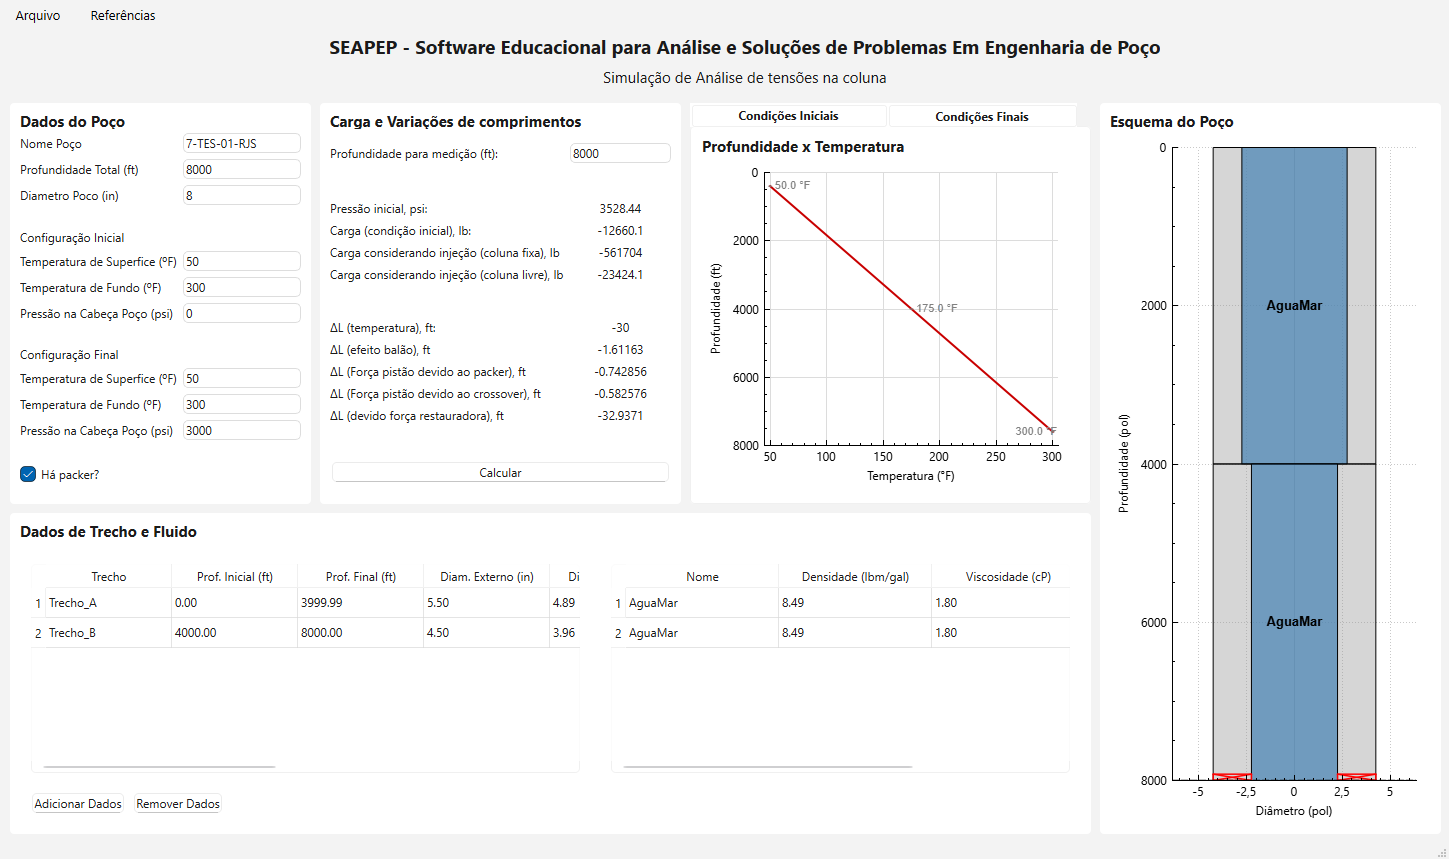 Arquivo Referências
SEAPEP - Software Educacional para Análise e Soluções de Problemas Em Engenharia de Poço
Simulação de Análise de tensões na coluna
Dados do Poço
Nome Poço 7-TES-01-RJS
Profundidade Total (ft) 8000
Diametro Poco (in) 8
Configuração Inicial
Temperatura de Superfice (ºF) 50
Temperatura de Fundo (ºF) 300
Pressão na Cabeça Poço (psi) 0
Configuração Final
Temperatura de Superfice (ºF) 50
Temperatura de Fundo (ºF) 300
Pressão na Cabeça Poço (psi) 3000
Há packer?
Carga e Variações de comprimentos
Profundidade para medição (ft): 8000
Pressão inicial, psi: 3528.44
Carga (condição inicial), lb: -12660.1
Carga considerando injeção (coluna fixa), lb -561704
Carga considerando injeção (coluna livre), lb -23424.1
ΔL (temperatura), ft: -30
ΔL (efeito balão), ft -1.61163
ΔL (Força pistão devido ao packer), ft -0.742856
ΔL (Força pistão devido ao crossover), ft -0.582576
ΔL (devido força restauradora), ft -32.9371
Calcular
Condições Iniciais Condições Finais
Profundidade x Temperatura
0
2000
4000
6000
8000
Profundidade (ft)
50.0 °F
175.0 °F
300.0 °F
50 100 150 200 250 300
Temperatura (°F)
Esquema do Poço
0
2000
4000
6000
8000
Profundidade (pol)
AguaMar
AguaMar
-5 -2,5 0 2,5 5
Diâmetro (pol)
Dados de Trecho e Fluido
Trecho Prof. Inicial (ft) Prof. Final (ft) Diam. Externo (in) Di
1 Trecho_A 0.00 3999.99 5.50 4.89
2 Trecho_B 4000.00 8000.00 4.50 3.96
Nome Densidade (lbm/gal) Viscosidade (cP)
1 AguaMar 8.49 1.80
2 AguaMar 8.49 1.80
Adicionar Dados Remover Dados